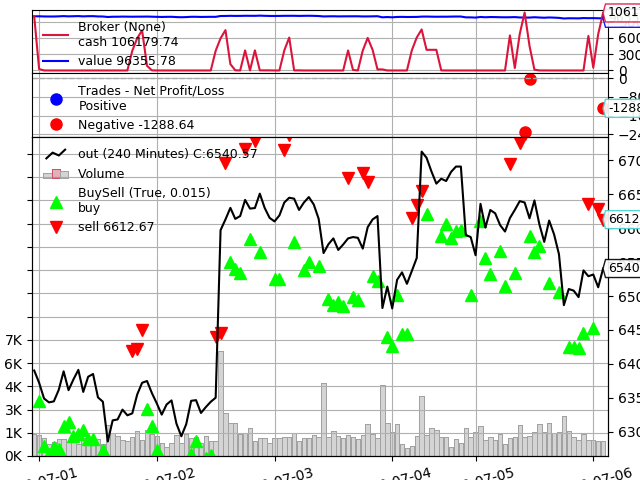 Broker (None)
cash 106179.74
value 96355.78
1061
600
300
0
Trades - Net Profit/Loss
Positive
Negative -1288.64
0
-1288
-24
out (240 Minutes) C:6540.57
Volume
BuySell (True, 0.015)
buy
sell 6612.67
670
665
6612
6540
650
645
640
635
630
7K
6K
4K
3K
1K
0K
-07-01
-07-02
-07-03
-07-04
-07-05
-07-06